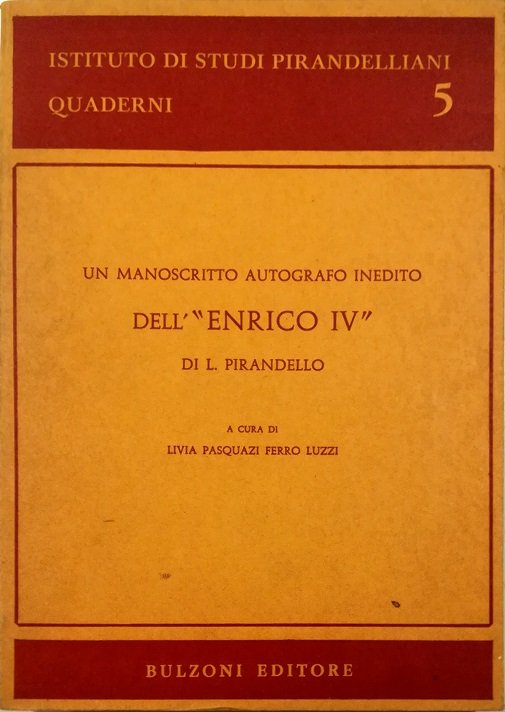 ISTITUTO DI STUDI PIRANDELLIANI
QUADERNI 5
UN MANOSCRITTO AUTOGRAFO INEDITO
DELL'"ENRICO IV"
DI L. PIRANDELLO
A CURA DI
LIVIA PASQUAZI FERRO LUZZI
BULZONI EDITORE